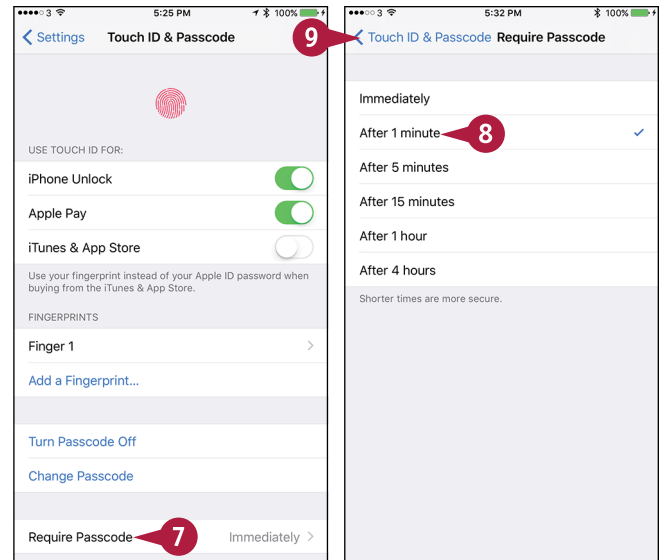 3 5:25 PM 100%
Settings Touch ID & Passcode
USE TOUCH ID FOR:
iPhone Unlock
Apple Pay
iTunes & App Store
Use your fingerprint instead of your Apple ID password when
buying from the iTunes & App Store.
FINGERPRINTS
Finger 1
Add a Fingerprint...
Turn Passcode Off
Change Passcode
Require Passcode 7 Immediately
3 5:32 PM 100%
9 Touch ID & Passcode Require Passcode
Immediately
After 1 minute 8
After 5 minutes
After 15 minutes
After 1 hour
After 4 hours
Shorter times are more secure.